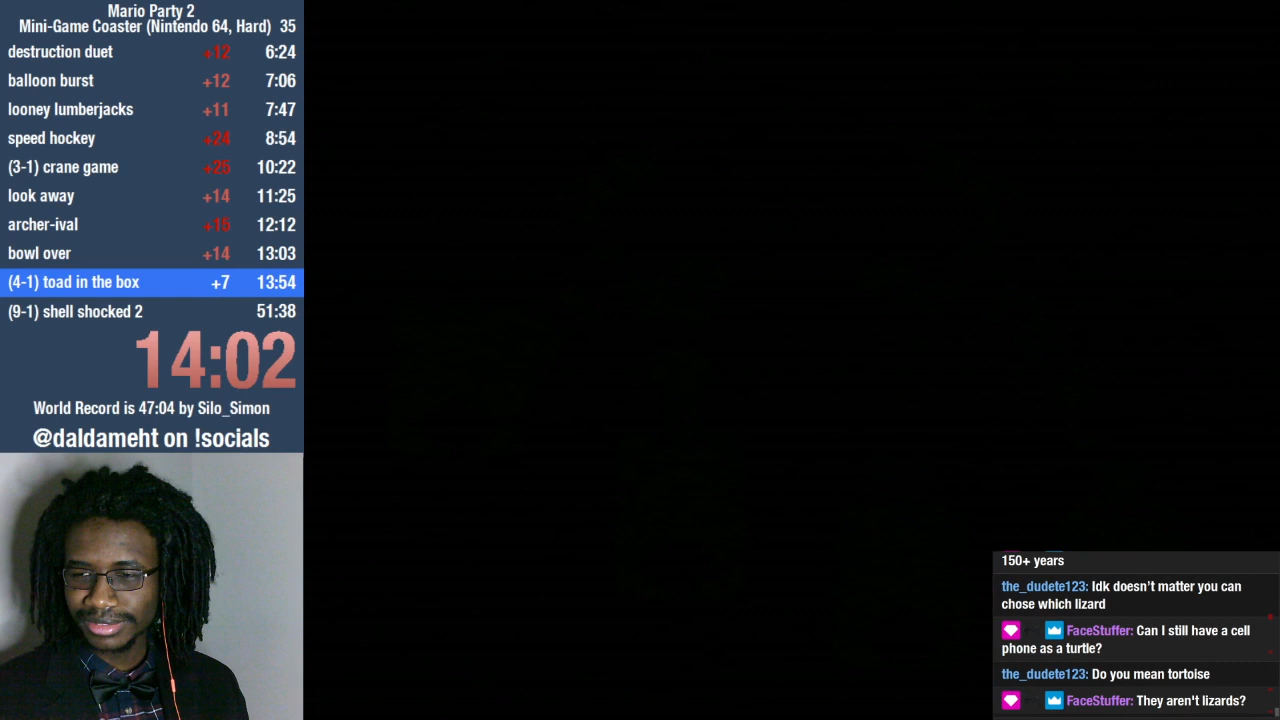 Mario Party 2
Mini-Game Coaster (Nintendo 64, Hard) 35
destruction duet +12 6:24
balloon burst +12 7:06
looney lumberjacks +11 7:47
speed hockey +24 8:54
(3-1) crane game +25 10:22
look away +14 11:25
archer-ival +15 12:12
bowl over +14 13:03
(4-1) toad in the box +7 13:54
(9-1) shell shocked 2 51:38
14:02
World Record is 47:04 by Silo_Simon
@daldameht on !socials
150+ years
the_dudete123: Idk doesn't matter you can
chose which lizard
FaceStuffer: Can I still have a cell
phone as a turtle?
the_dudete123: Do you mean tortoise
FaceStuffer: They aren't lizards?